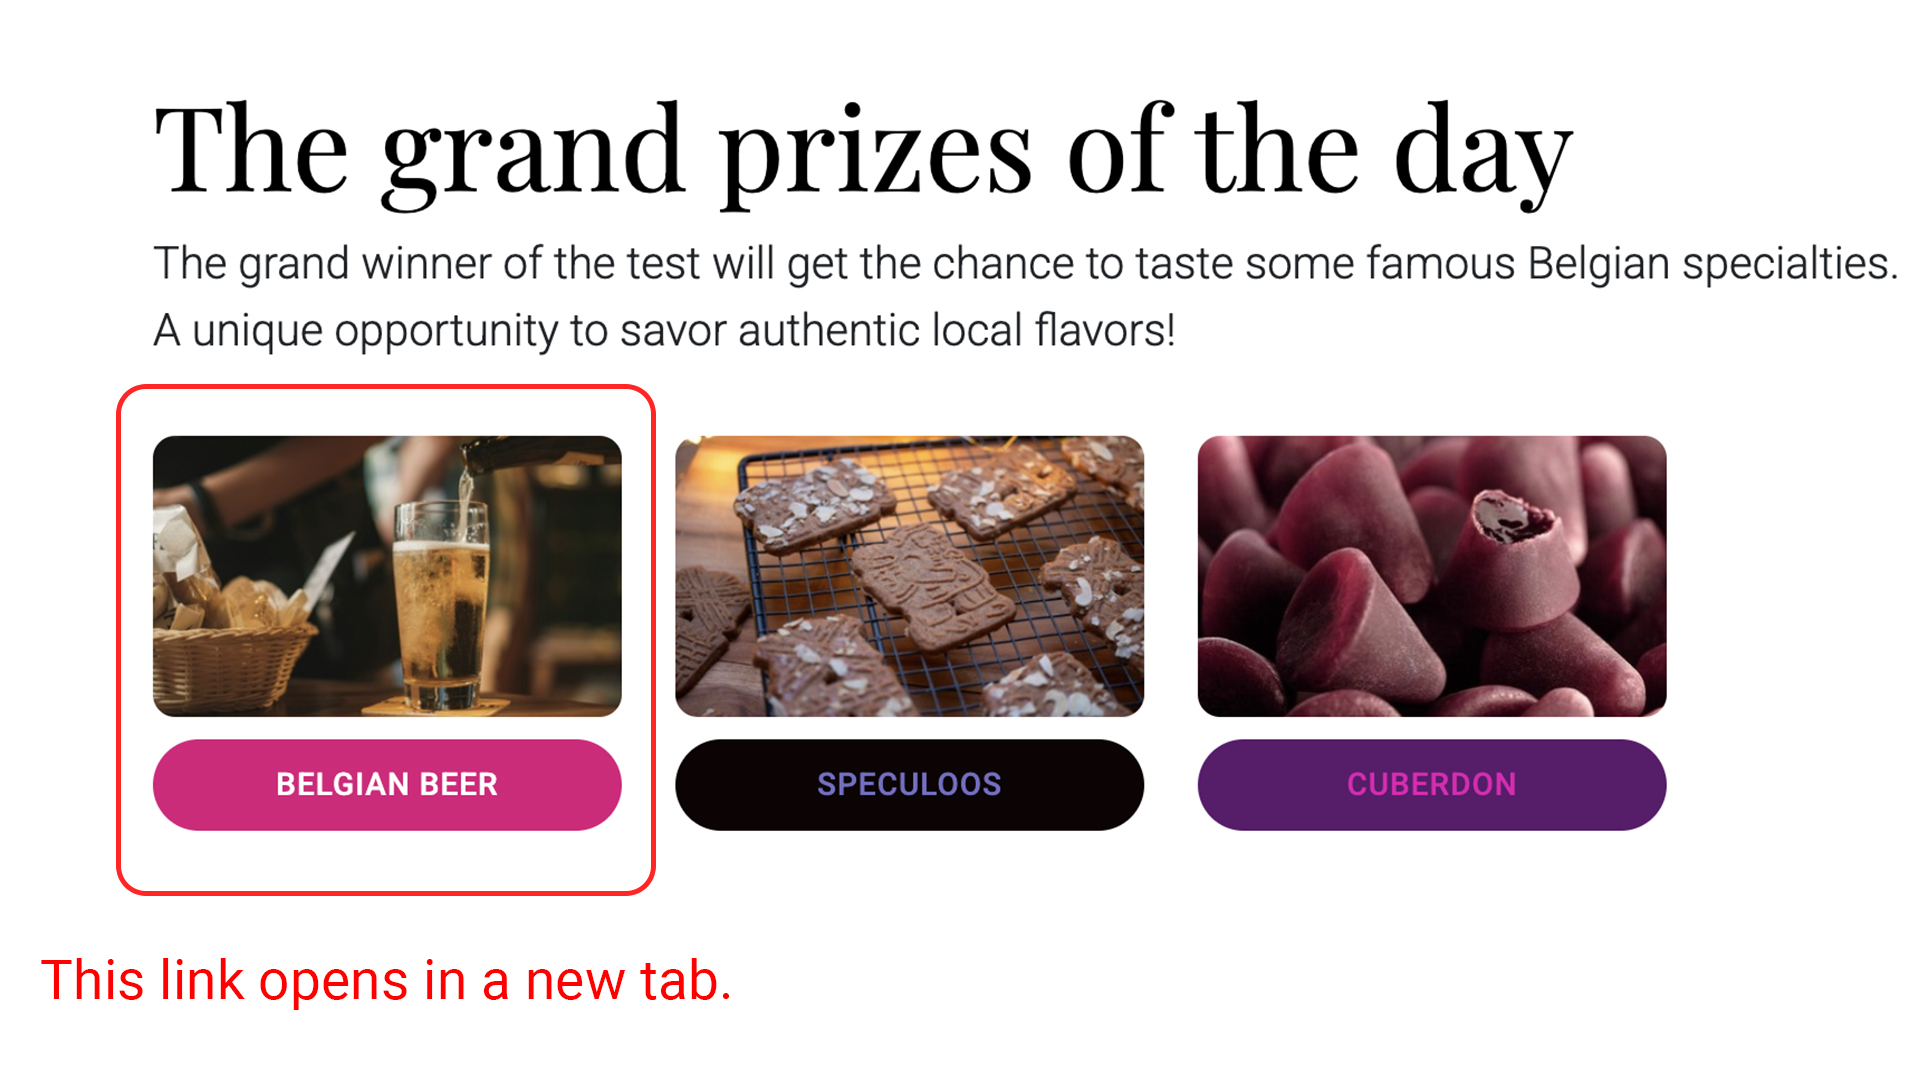 The grand prizes of the day
The grand winner of the test will get the chance to taste some famous Belgian specialties.
A unique opportunity to savor authentic local flavors!
BELGIAN BEER
SPECULOOS
CUBERDON
This link opens in a new tab.